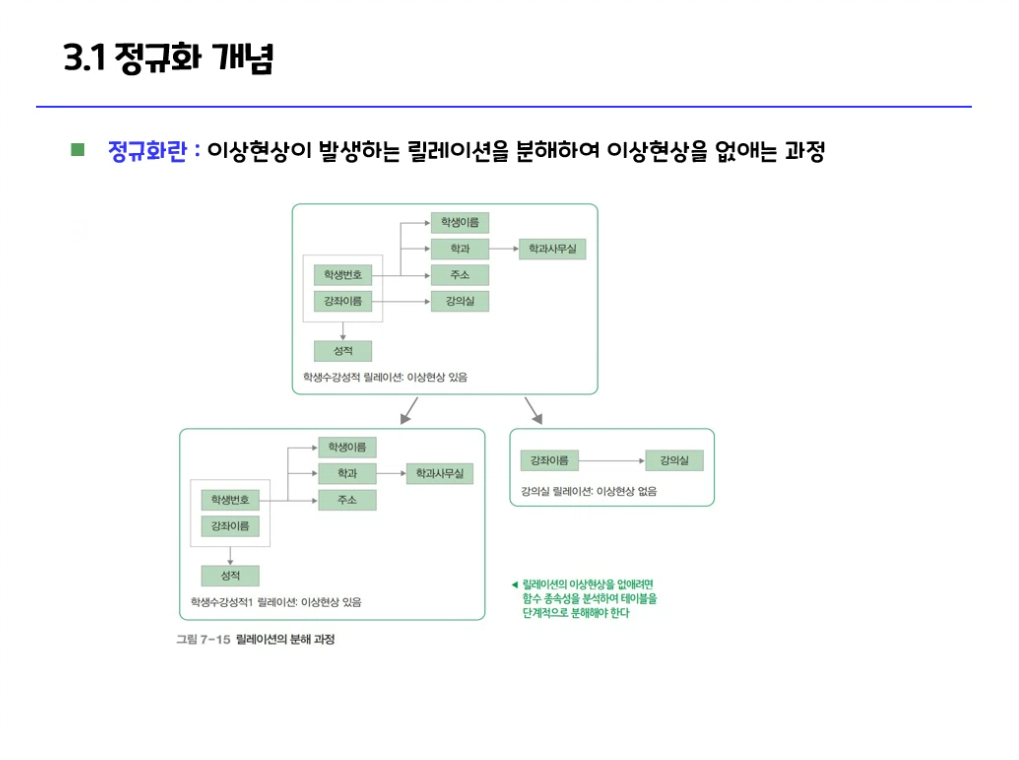 3.1 정규화 개념
정규화란 : 이상현상이 발생하는 릴레이션을 분해하여 이상현상을 없애는 과정
학생이름
학과
학과사무실
학생번호
주소
강좌이름
강의실
성적
학생수강성적 릴레이션: 이상현상 있음
학생이름
학과
학과사무실
학생번호
주소
강좌이름
성적
학생수강성적1 릴레이션: 이상현상 있음
강좌이름
강의실
강의실 릴레이션: 이상현상 없음
◀ 릴레이션의 이상현상을 없애려면
함수 종속성을 분석하여 테이블을
단계적으로 분해해야 한다
그림 7-15 릴레이션의 분해 과정